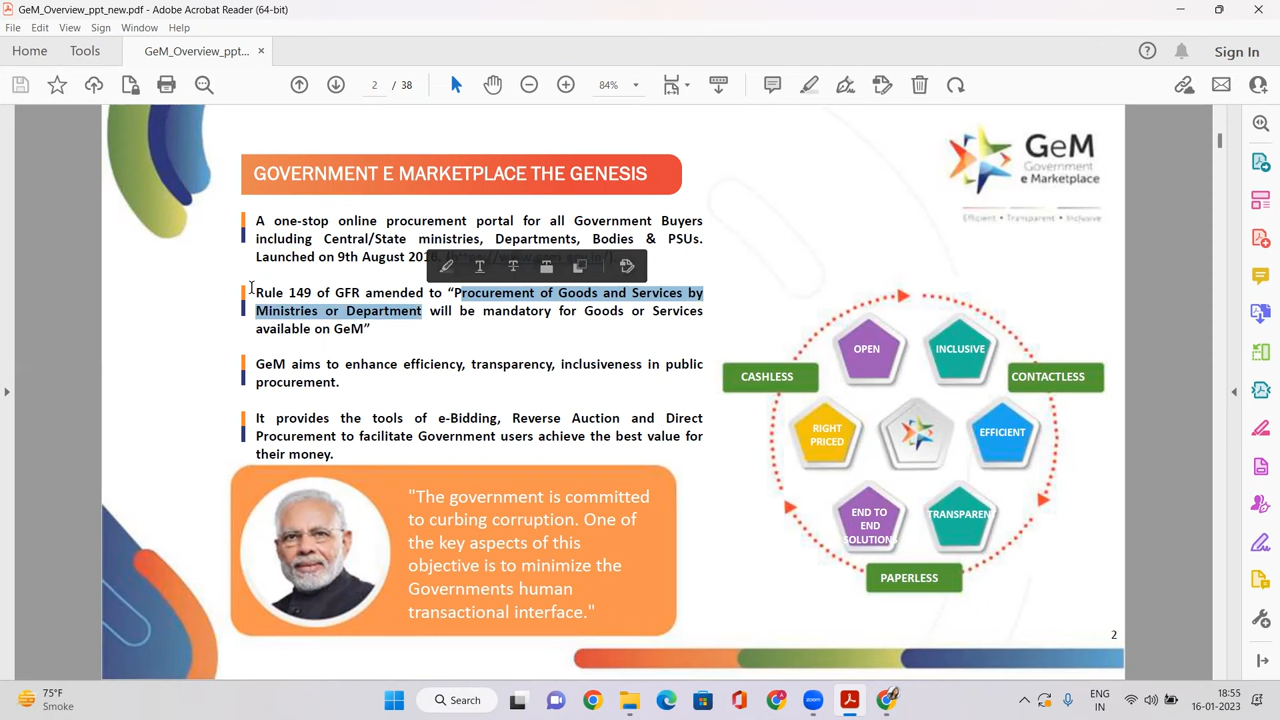 GeM_Overview_ppt_new.pdf - Adobe Acrobat Reader (64-bit)
File Edit View Sign Window Help
Home Tools GeM_Overview_ppt... × Sign In
2 / 38 84%
GeM
Government
e Marketplace
Efficient • Transparent • Inclusive
GOVERNMENT E MARKETPLACE THE GENESIS
A one-stop online procurement portal for all Government Buyers
including Central/State ministries, Departments, Bodies & PSUs.
Launched on 9th August 2016.
Rule 149 of GFR amended to “Procurement of Goods and Services by
Ministries or Department will be mandatory for Goods or Services
available on GeM”
GeM aims to enhance efficiency, transparency, inclusiveness in public
procurement.
It provides the tools of e-Bidding, Reverse Auction and Direct
Procurement to facilitate Government users achieve the best value for
their money.
"The government is committed
to curbing corruption. One of
the key aspects of this
objective is to minimize the
Governments human
transactional interface."
OPEN
INCLUSIVE
CASHLESS
CONTACTLESS
RIGHT
PRICED
EFFICIENT
END TO
END
SOLUTIONS
TRANSPARENT
PAPERLESS
2
75°F
Smoke
Search
ENG
IN
18:55
16-01-2023